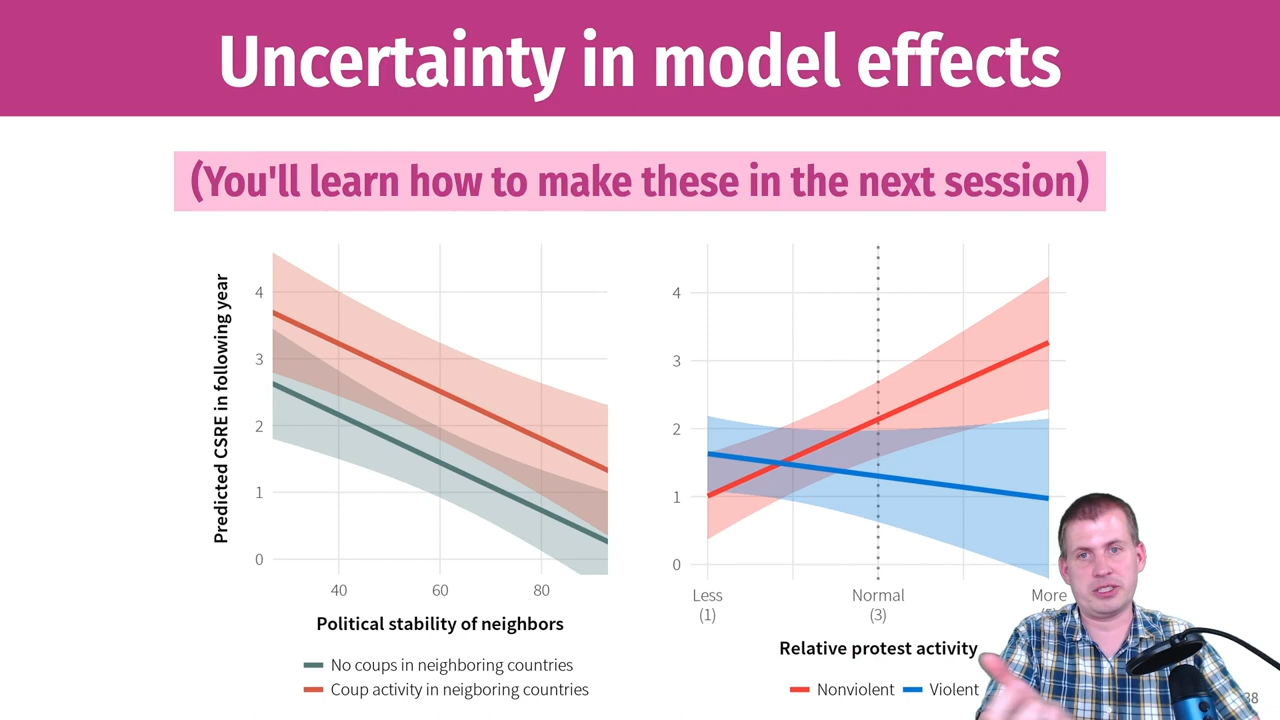 Uncertainty in model effects
(You'll learn how to make these in the next session)
Predicted CSRE in following year
4
3
2
1
0
40 60 80
Political stability of neighbors
No coups in neighboring countries
Coup activity in neigboring countries
4
3
2
1
0
Less Normal More
(1) (3)
Relative protest activity
Nonviolent Violent
38